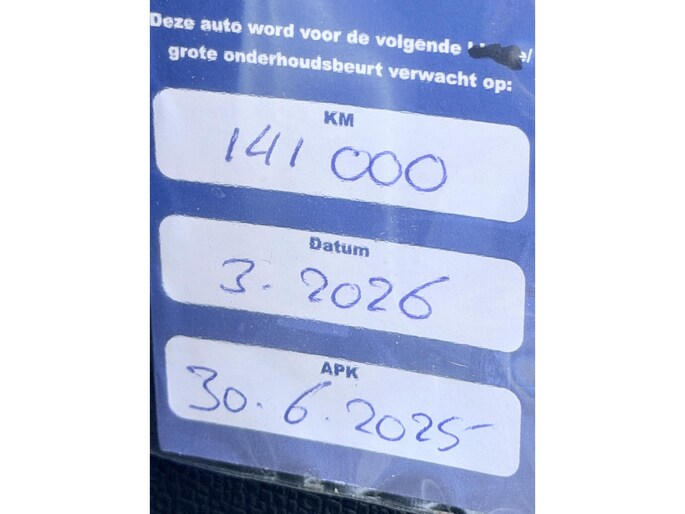 Deze auto word voor de volgende
grote onderhoudsbeurt verwacht op:
KM
141 000
Datum
3. 2026
APK
30.6.2025